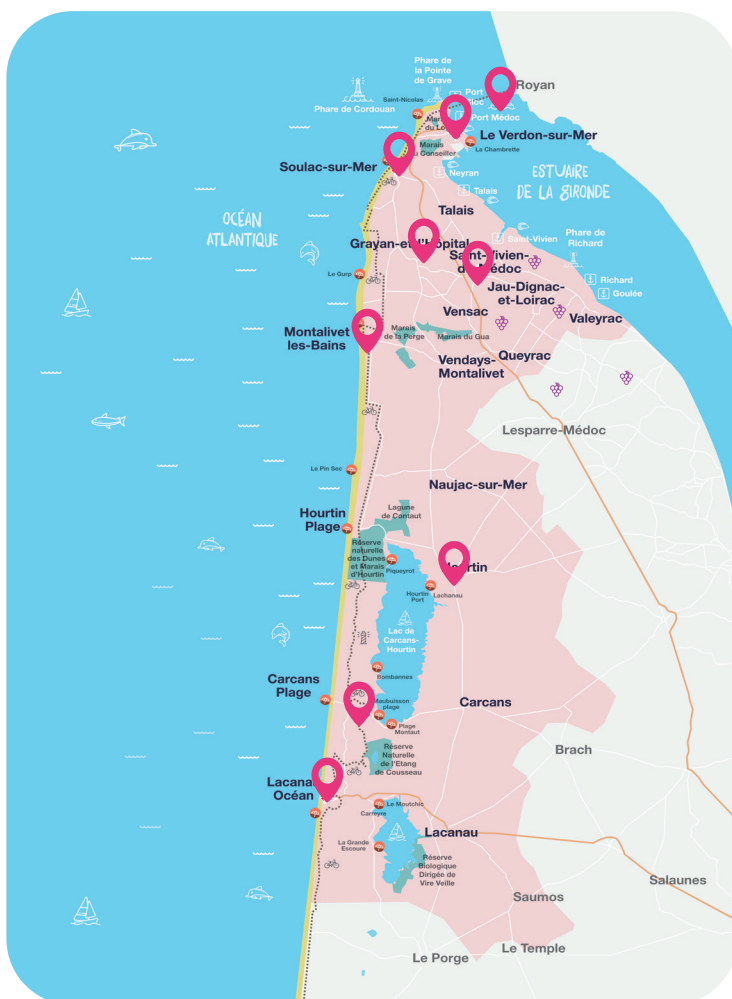 Phare de
la Pointe
de Grave
Royan
Phare de Cordouan
Port
Saint-Nicolas
Port Médoc
Le Verdon-sur-Mer
La Chambrette
Marais
Soulac-sur-Mer
Neyran
ESTUAIRE
DE LA GIRONDE
Talais
Talais
OCÉAN
ATLANTIQUE
Saint-Vivien
Phare de
Richard
Grayan-et-l'Hôpital
Saint-Vivien-
de-Médoc
Le Gurp
Richard
Jau-Dignac-
et-Loirac
Goulée
Vensac
Valeyrac
Montalivet
les-Bains
Marais
de la Perge
Marais du Gua
Queyrac
Vendays-
Montalivet
Lesparre-Médoc
Le Pin Sec
Naujac-sur-Mer
Lagune
de Contaut
Hourtin
Plage
Réserve
naturelle
des Dunes
et Marais
d'Hourtin
Piqueyrot
Hourtin
Hourtin
Port
Lachanau
Lac de
Carcans-
Hourtin
Bombannes
Carcans
Plage
Maubuisson
plage
Carcans
Plage
Montaut
Brach
Réserve
Naturelle
de l'Etang
de Cousseau
Lacanau
Océan
Le Moutchic
Carreyre
Lacanau
La Grande
Escoure
Réserve
Biologique
Dirigée de
Vire Veille
Salaunes
Saumos
Le Temple
Le Porge